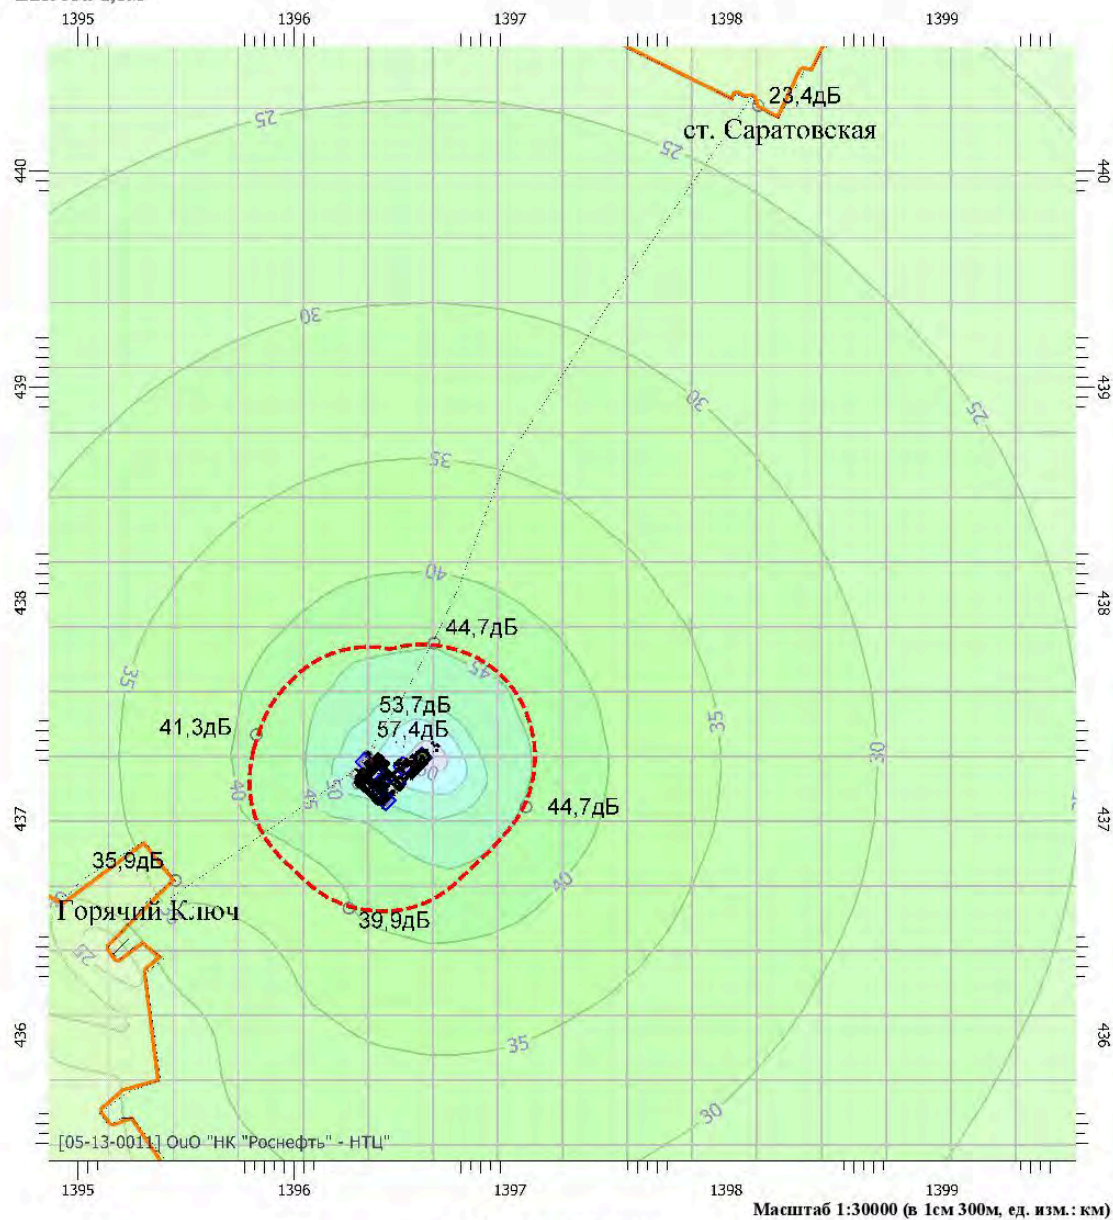 1395 1396 1397 1398 1399
23,4дБ
25
ст. Саратовская
25
440 440
30
439 439
30 25
35
40
438 438
44,7дБ
45
35
53,7дБ
41,3дБ 57,4дБ
35
30
40 45 50
44,7дБ
437 437
35,9дБ
40
Горячий Ключ
39,9дБ
25
436 436
35
30
[05-13-0011] ОиО "НК "Роснефть" - НТЦ"
1395 1396 1397 1398 1399
Масштаб 1:30000 (в 1см 300м, ед. изм.: км)